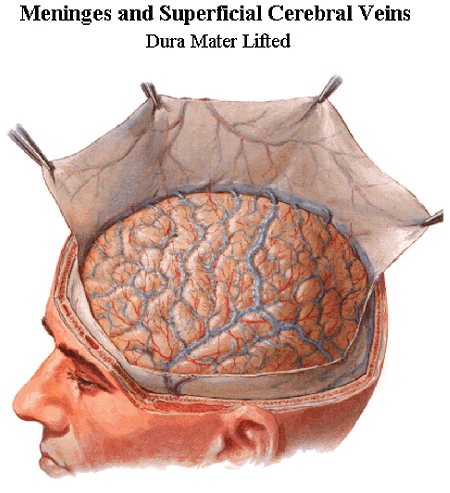 Meninges and Superficial Cerebral Veins
Dura Mater Lifted